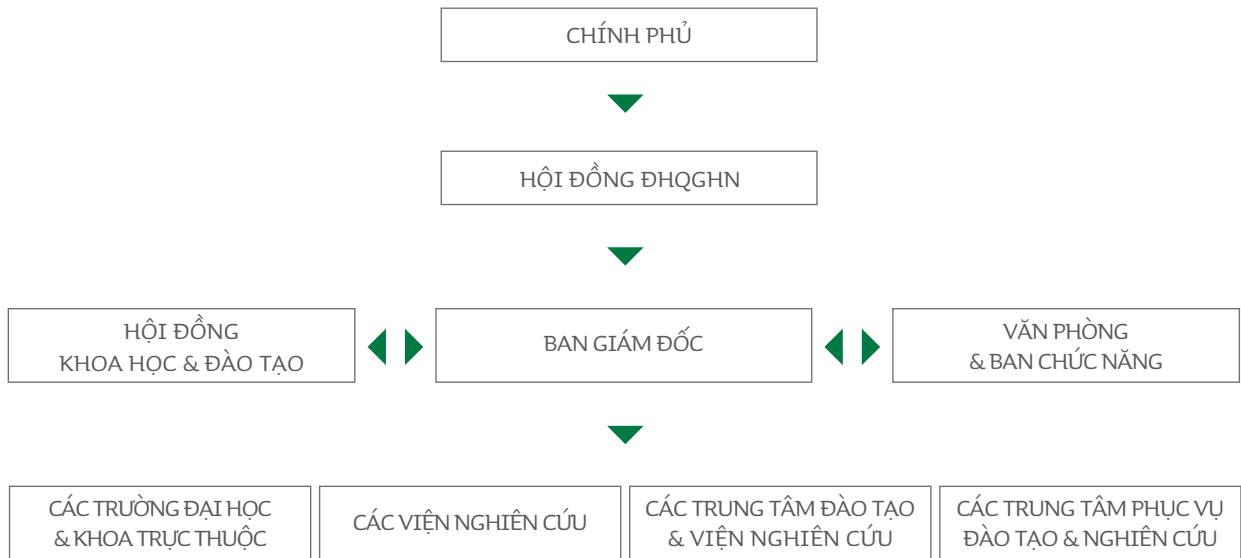 CHÍNH PHỦ
HỘI ĐỒNG ĐHQGHN
HỘI ĐỒNG
KHOA HỌC & ĐÀO TẠO
BAN GIÁM ĐỐC
VĂN PHÒNG
& BAN CHỨC NĂNG
CÁC TRƯỜNG ĐẠI HỌC
& KHOA TRỰC THUỘC
CÁC VIỆN NGHIÊN CỨU
CÁC TRUNG TÂM ĐÀO TẠO
& VIỆN NGHIÊN CỨU
CÁC TRUNG TÂM PHỤC VỤ
ĐÀO TẠO & NGHIÊN CỨU